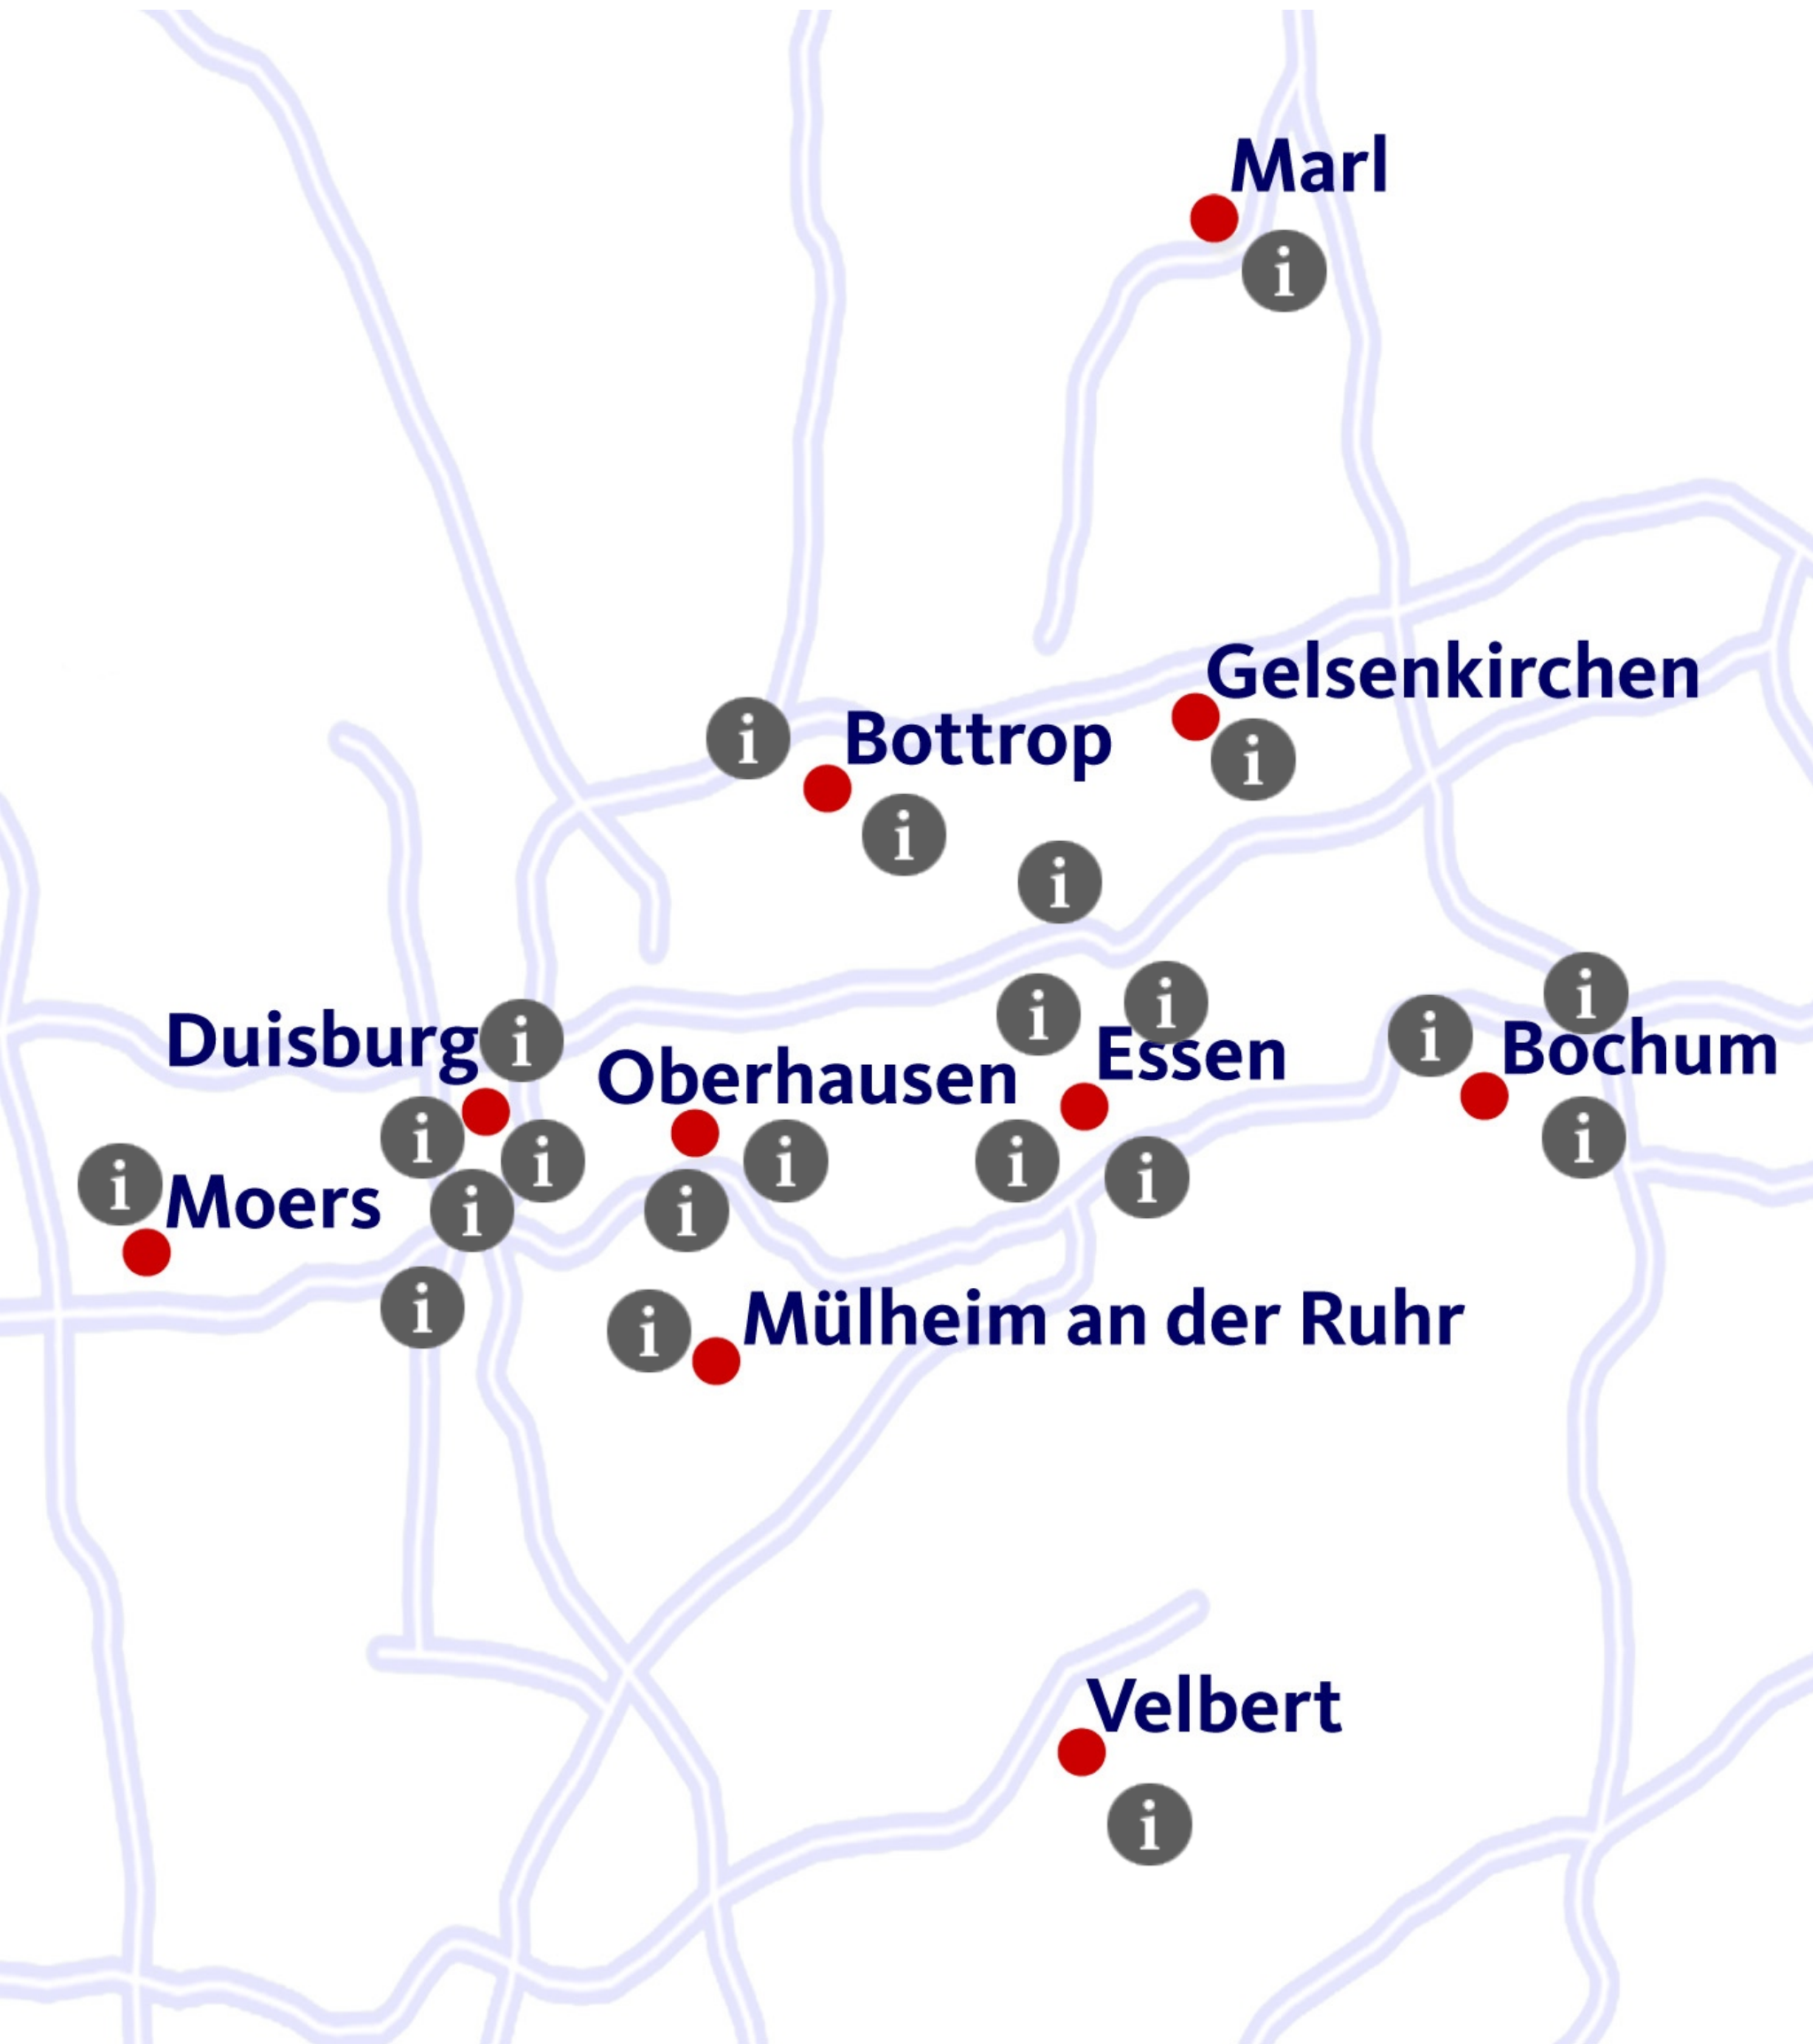 Marl
i
Gelsenkirchen
i
Bottrop
i
i
i
i
i
Essen
i
i
i
i
Bochum
i
Duisburg
i
i
i
i
i
Oberhausen
i
i
Moers
i
Mülheim an der Ruhr
i
Velbert
i